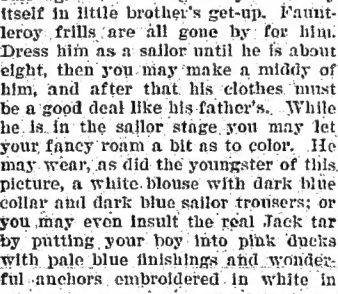 itself in little brother's get-up. Faunt-
leroy frills are all gone by for him.
Dress him as a sailor until he is about
eight, then you may make a middy of
him, and after that his clothes must
be a good deal like his father's. While
he is in the sailor stage you may let
your fancy roam a bit as to color. He
may wear, as did the youngster of this
picture, a white blouse with dark blue
collar and dark blue sailor trousers; or
you may even insult the real Jack tar
by putting your boy into pink ducks
with pale blue finishings and wonder-
ful anchors embroidered in white in